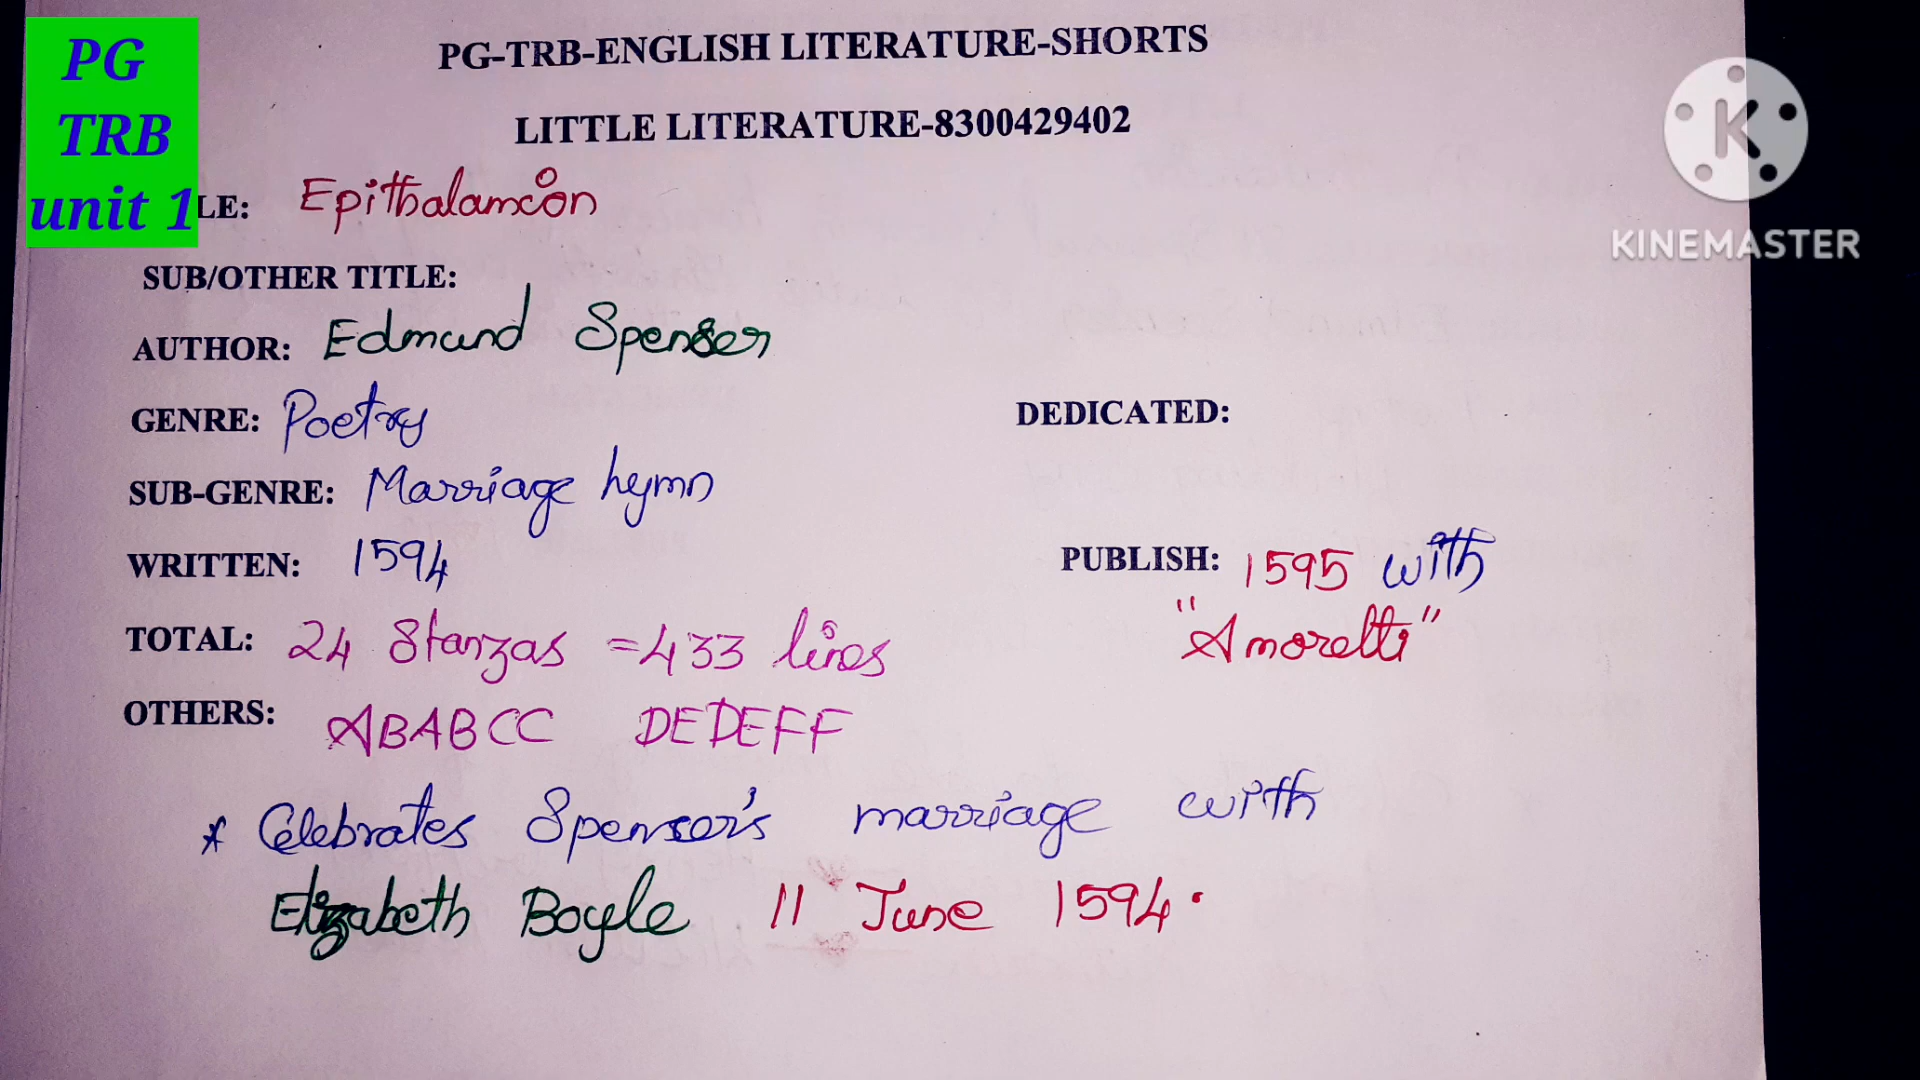 PG
TRB
unit 1
PG-TRB-ENGLISH LITERATURE-SHORTS
LITTLE LITERATURE-8300429402
KINEMASTER
LE: Epithalamion
SUB/OTHER TITLE:
AUTHOR: Edmund Spenser
GENRE: Poetry
DEDICATED:
SUB-GENRE: Marriage hymn
WRITTEN: 1594
PUBLISH: 1595 with
"Amoretti"
TOTAL: 24 Stanzas = 433 lines
OTHERS: ABABCC DEDEFF
* Celebrates Spenser's marriage with
Elizabeth Boyle 11 June 1594.